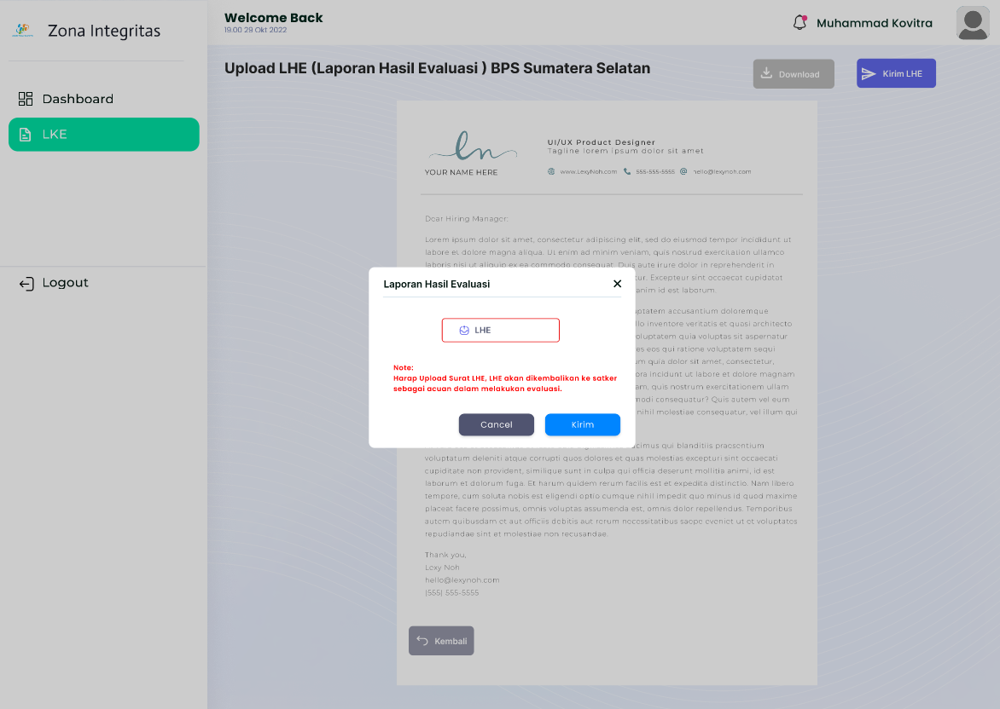 Zona Integritas
Dashboard
LKE
Logout
Welcome Back
19.00 29 Okt 2022
Muhammad Kovitra
Upload LHE (Laporan Hasil Evaluasi ) BPS Sumatera Selatan
Download
Kirim LHE
ln
YOUR NAME HERE
UI/UX Product Designer
Tagline lorem ipsum dolor sit amet
www.LexyNoh.com 555-555-5555 hello@lexynoh.com
Dear Hiring Manager,
Lorem ipsum dolor sit amet, consectetur adipiscing elit, sed do eiusmod tempor incididunt ut
labore et dolore magna aliqua. Ut enim ad minim veniam, quis nostrud exercitation ullamco
laboris nisi ut aliquip ex ea commodo consequat. Duis aute irure dolor in reprehenderit in
tur. Excepteur sint occaecat cupidatat
anim id est laborum.
ptatem accusantium doloremque
llo inventore veritatis et quasi architecto
oluptatem quia voluptas sit aspernatur
es eos qui ratione voluptatem sequi
m quia dolor sit amet, consectetur,
ora incidunt ut labore et dolore magnam
am, quis nostrum exercitationem ullam
modi consequatur? Quis autem vel eum
nihil molestiae consequatur, vel illum qui
Laporan Hasil Evaluasi
LHE
Note:
Harap Upload Surat LHE, LHE akan dikembalikan ke satker
sebagai acuan dalam melakukan evaluasi.
Cancel
Kirim
cimus qui blanditiis praesentium
voluptatum deleniti atque corrupti quos dolores et quas molestias excepturi sint occaecati
cupiditate non provident, similique sunt in culpa qui officia deserunt mollitia animi, id est
laborum et dolorum fuga. Et harum quidem rerum facilis est et expedita distinctio. Nam libero
tempore, cum soluta nobis est eligendi optio cumque nihil impedit quo minus id quod maxime
placeat facere possimus, omnis voluptas assumenda est, omnis dolor repellendus. Temporibus
autem quibusdam et aut officiis debitis aut rerum necessitatibus saepe eveniet ut et voluptates
repudiandae sint et molestiae non recusandae.
Thank you,
Lexy Noh
hello@lexynoh.com
(555) 555-5555
Kembali